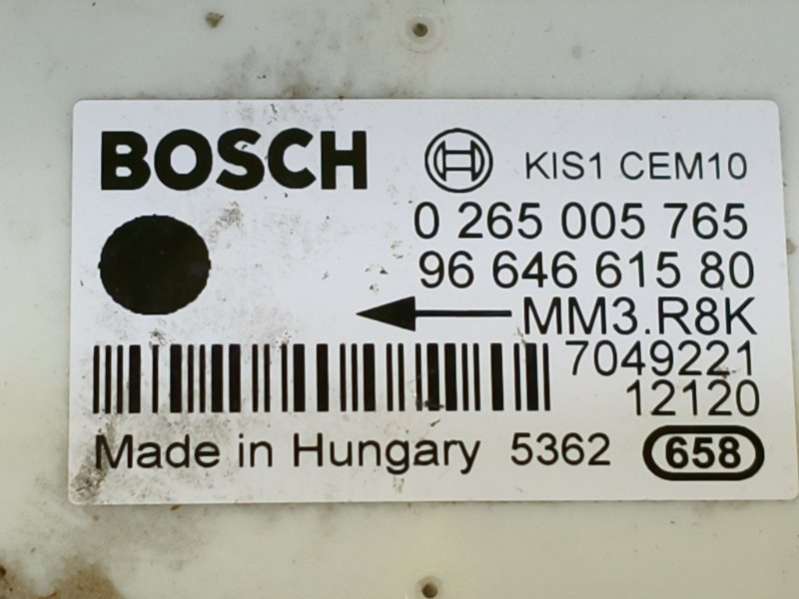 BOSCH KIS1 CEM10
0 265 005 765
96 646 615 80
MM3.R8K
7049221
12120
Made in Hungary 5362 658